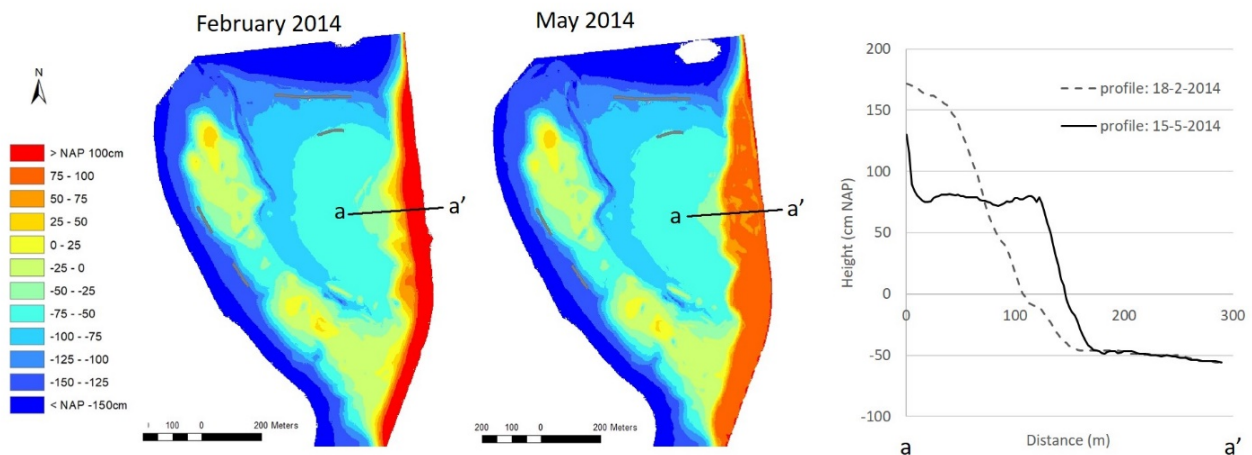 February 2014
N
> NAP 100cm
75 - 100
50 - 75
25 - 50
0 - 25
-25 - 0
-50 - -25
-75 - -50
-100 - -75
-125 - -100
-150 - -125
< NAP -150cm
a a'
100 0 200 Meters
May 2014
a a'
200 100 0 200 Meters
200
150
100
50
0
-50
-100
Height (cm NAP)
profile: 18-2-2014
profile: 15-5-2014
0 100 200 300
Distance (m)
a a'